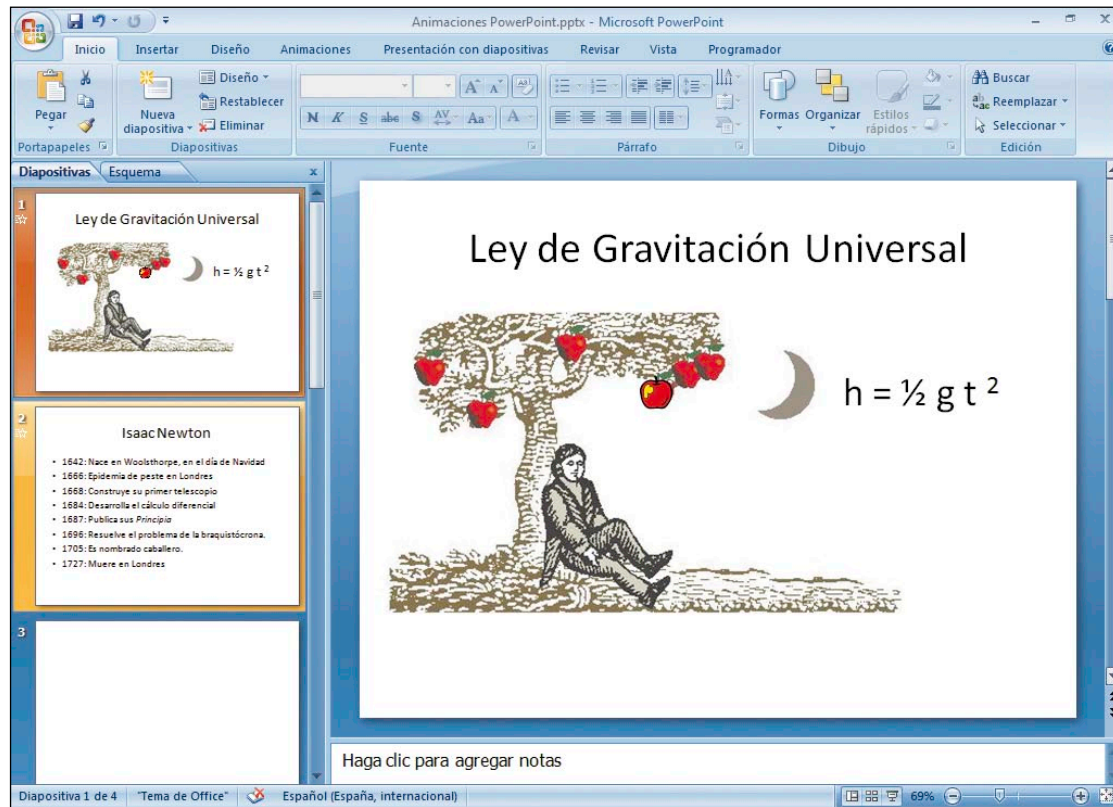 Animaciones PowerPoint.pptx - Microsoft PowerPoint
Inicio Insertar Diseño Animaciones Presentación con diapositivas Revisar Vista Programador
Pegar
Nueva diapositiva
Diseño
Restablecer
Eliminar
N K S abc S AV Aa A
Formas Organizar Estilos rápidos
Buscar
Reemplazar
Seleccionar
Portapapeles Diapositivas Fuente Párrafo Dibujo Edición
Diapositivas Esquema x
1
Ley de Gravitación Universal
h = ½ g t ²
2
Isaac Newton
• 1642: Nace en Woolsthorpe, en el día de Navidad
• 1666: Epidemia de peste en Londres
• 1668: Construye su primer telescopio
• 1684: Desarrolla el cálculo diferencial
• 1687: Publica sus Principia
• 1696: Resuelve el problema de la braquistócrona.
• 1705: Es nombrado caballero.
• 1727: Muere en Londres
3
Ley de Gravitación Universal
h = ½ g t ²
Haga clic para agregar notas
Diapositiva 1 de 4 "Tema de Office" Español (España, internacional) 69%